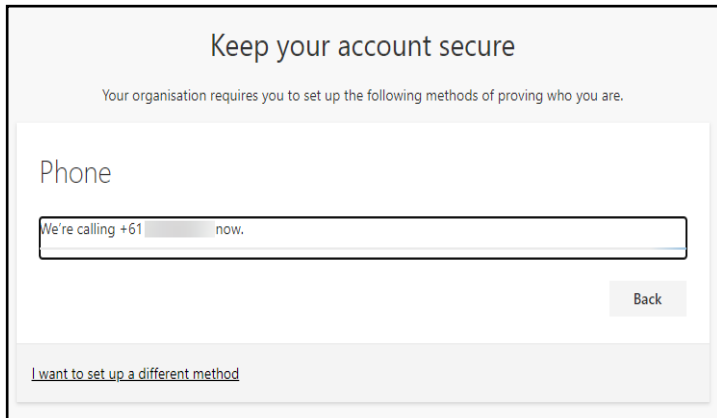 Keep your account secure
Your organisation requires you to set up the following methods of proving who you are.
Phone
We're calling +61 now.
Back
I want to set up a different method